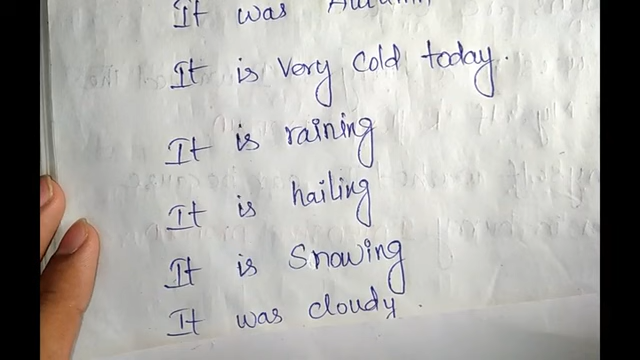 It was Autumn
It is very cold today.
It is raining
It is hailing
It is Snowing
It was cloudy.